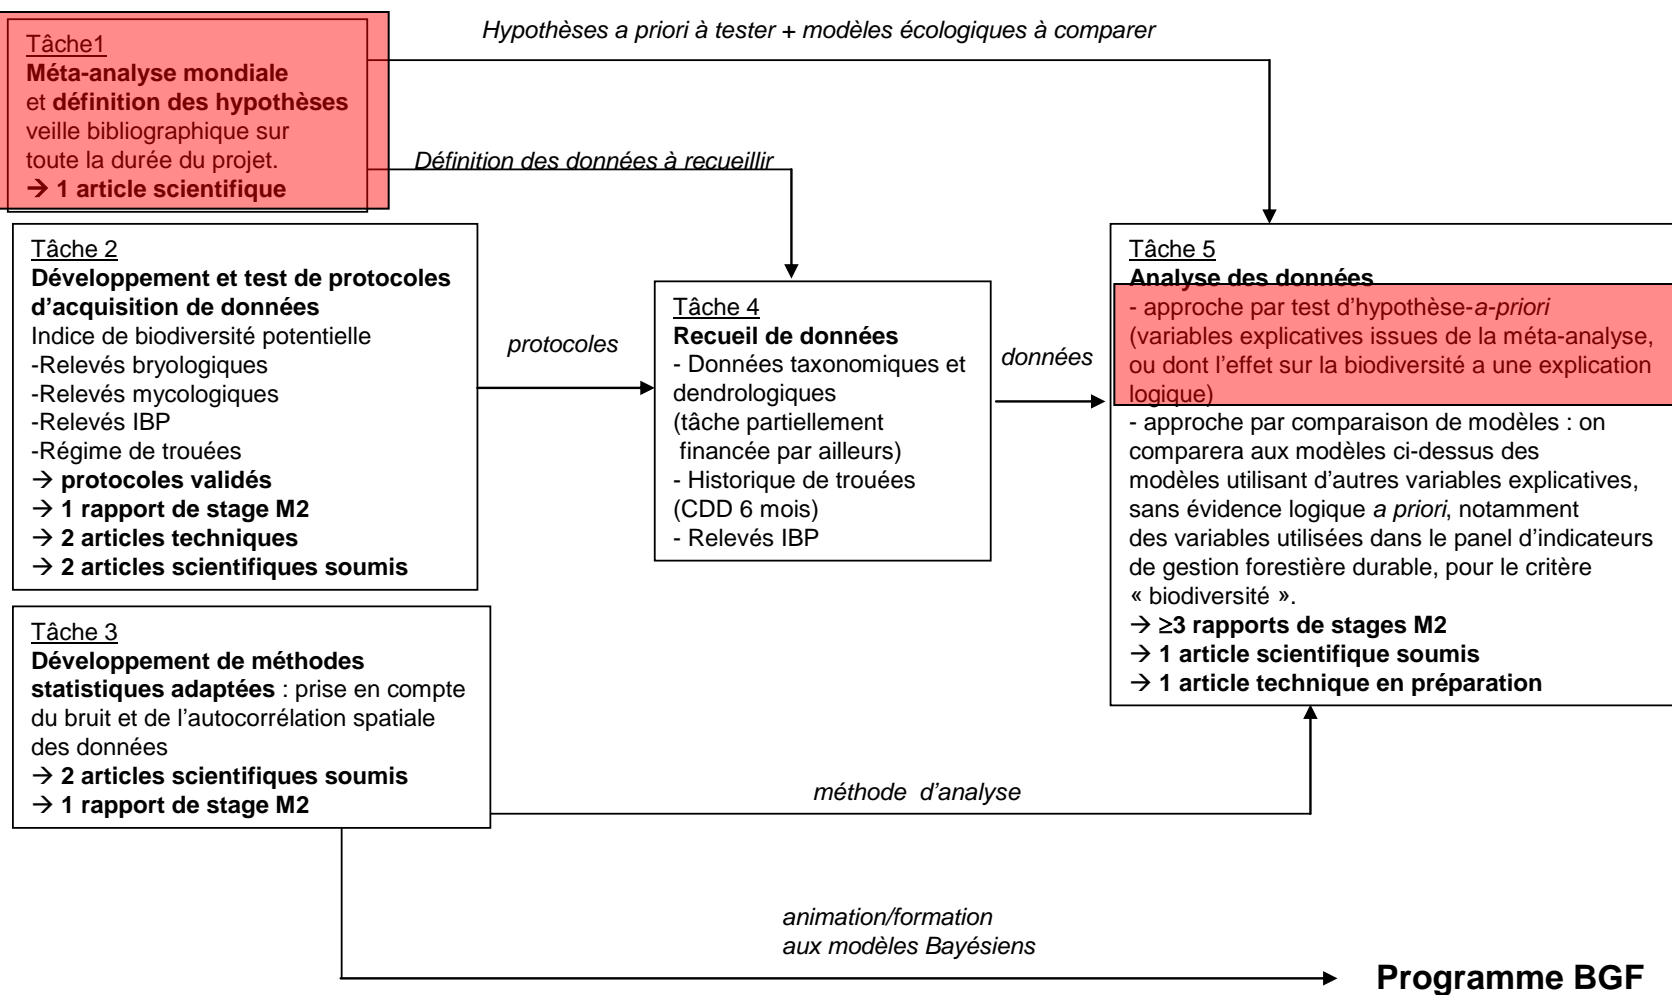 Hypothèses a priori à tester + modèles écologiques à comparer
Tâche1
Méta-analyse mondiale
et définition des hypothèses
veille bibliographique sur
toute la durée du projet.
→ 1 article scientifique
Définition des données à recueillir
Tâche 2
Développement et test de protocoles
d'acquisition de données
Indice de biodiversité potentielle
-Relevés bryologiques
-Relevés mycologiques
-Relevés IBP
-Régime de trouées
→ protocoles validés
→ 1 rapport de stage M2
→ 2 articles techniques
→ 2 articles scientifiques soumis
protocoles
Tâche 4
Recueil de données
- Données taxonomiques et
dendrologiques
(tâche partiellement
financée par ailleurs)
- Historique de trouées
(CDD 6 mois)
- Relevés IBP
données
Tâche 5
Analyse des données
- approche par test d’hypothèse-a-priori
(variables explicatives issues de la méta-analyse,
ou dont l’effet sur la biodiversité a une explication
logique)
- approche par comparaison de modèles : on
comparera aux modèles ci-dessus des
modèles utilisant d’autres variables explicatives,
sans évidence logique a priori, notamment
des variables utilisées dans le panel d’indicateurs
de gestion forestière durable, pour le critère
« biodiversité ».
→ ≥3 rapports de stages M2
→ 1 article scientifique soumis
→ 1 article technique en préparation
Tâche 3
Développement de méthodes
statistiques adaptées : prise en compte
du bruit et de l’autocorrélation spatiale
des données
→ 2 articles scientifiques soumis
→ 1 rapport de stage M2
méthode d’analyse
animation/formation
aux modèles Bayésiens
Programme BGF